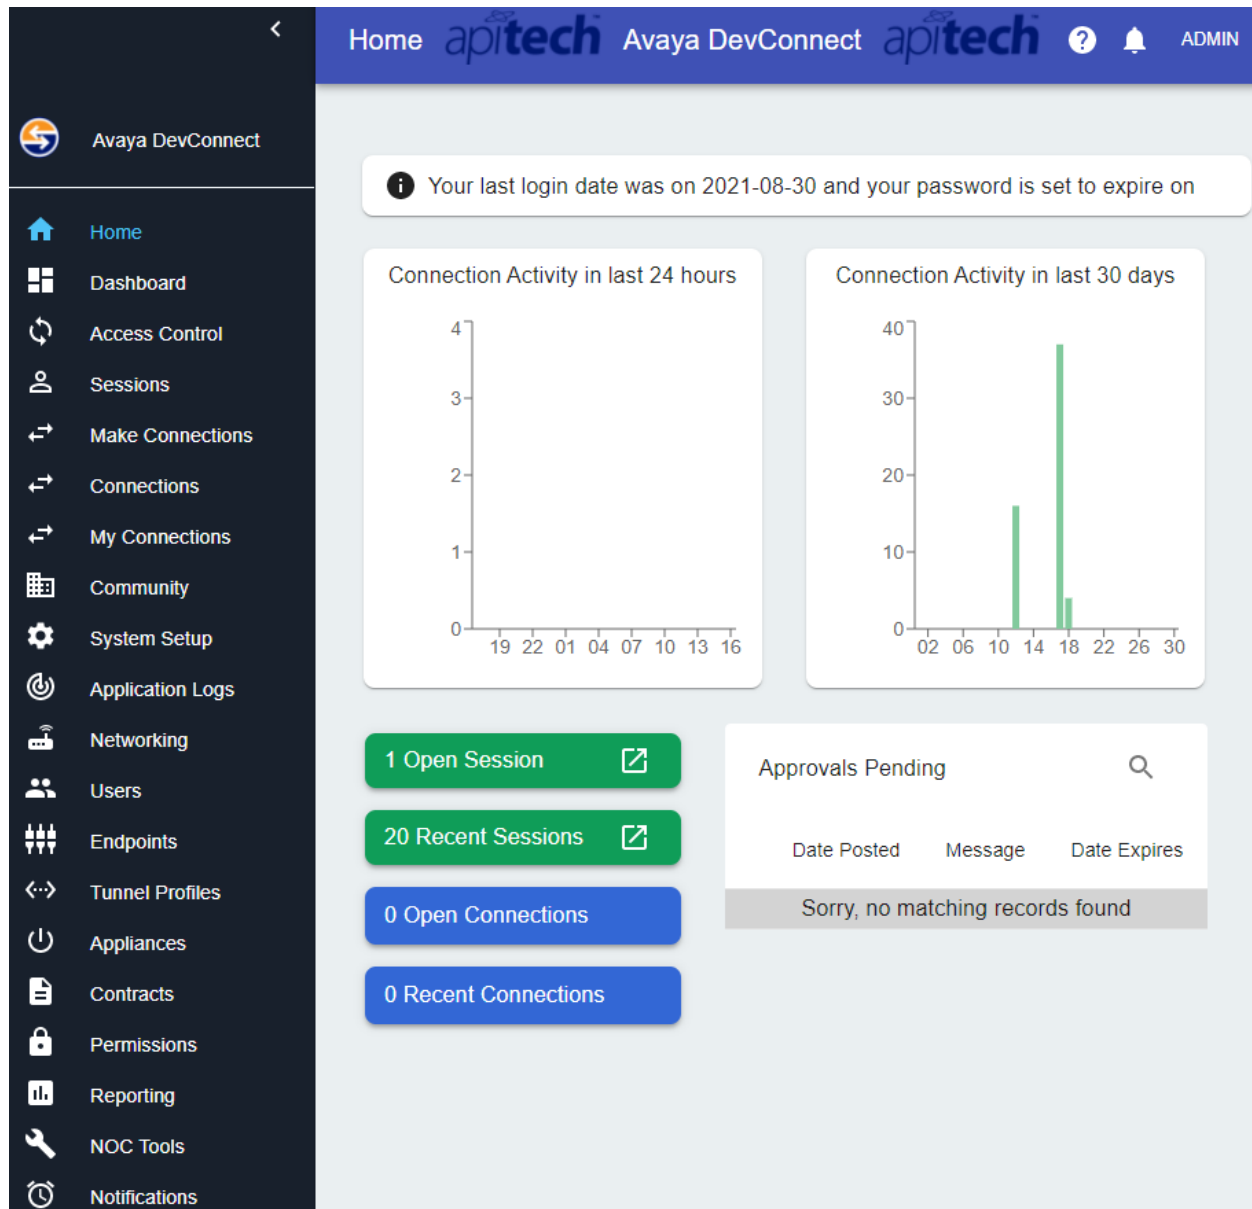 Home apitech Avaya DevConnect apitech ? ADMIN
Avaya DevConnect
Home
Dashboard
Access Control
Sessions
Make Connections
Connections
My Connections
Community
System Setup
Application Logs
Networking
Users
Endpoints
Tunnel Profiles
Appliances
Contracts
Permissions
Reporting
NOC Tools
Notifications
Your last login date was on 2021-08-30 and your password is set to expire on
Connection Activity in last 24 hours
4
3
2
1
0
19 22 01 04 07 10 13 16
Connection Activity in last 30 days
40
30
20
10
0
02 06 10 14 18 22 26 30
1 Open Session
20 Recent Sessions
0 Open Connections
0 Recent Connections
Approvals Pending
Date Posted Message Date Expires
Sorry, no matching records found